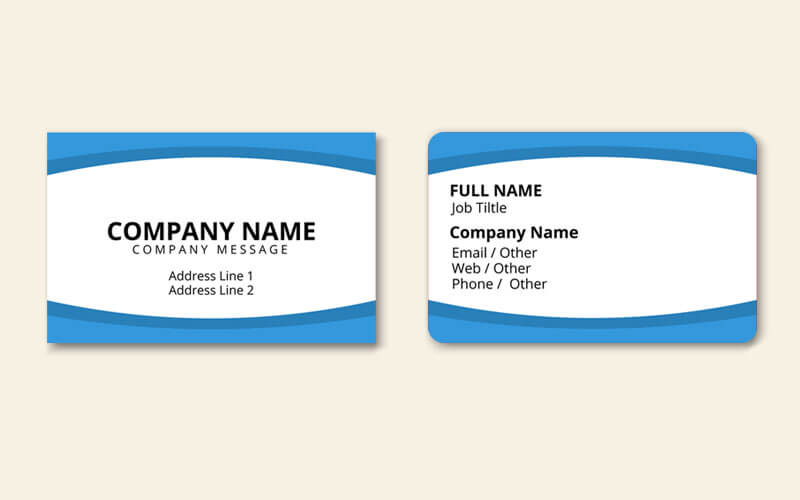 COMPANY NAME
COMPANY MESSAGE
Address Line 1
Address Line 2
FULL NAME
Job Tiltle
Company Name
Email / Other
Web / Other
Phone /  Other